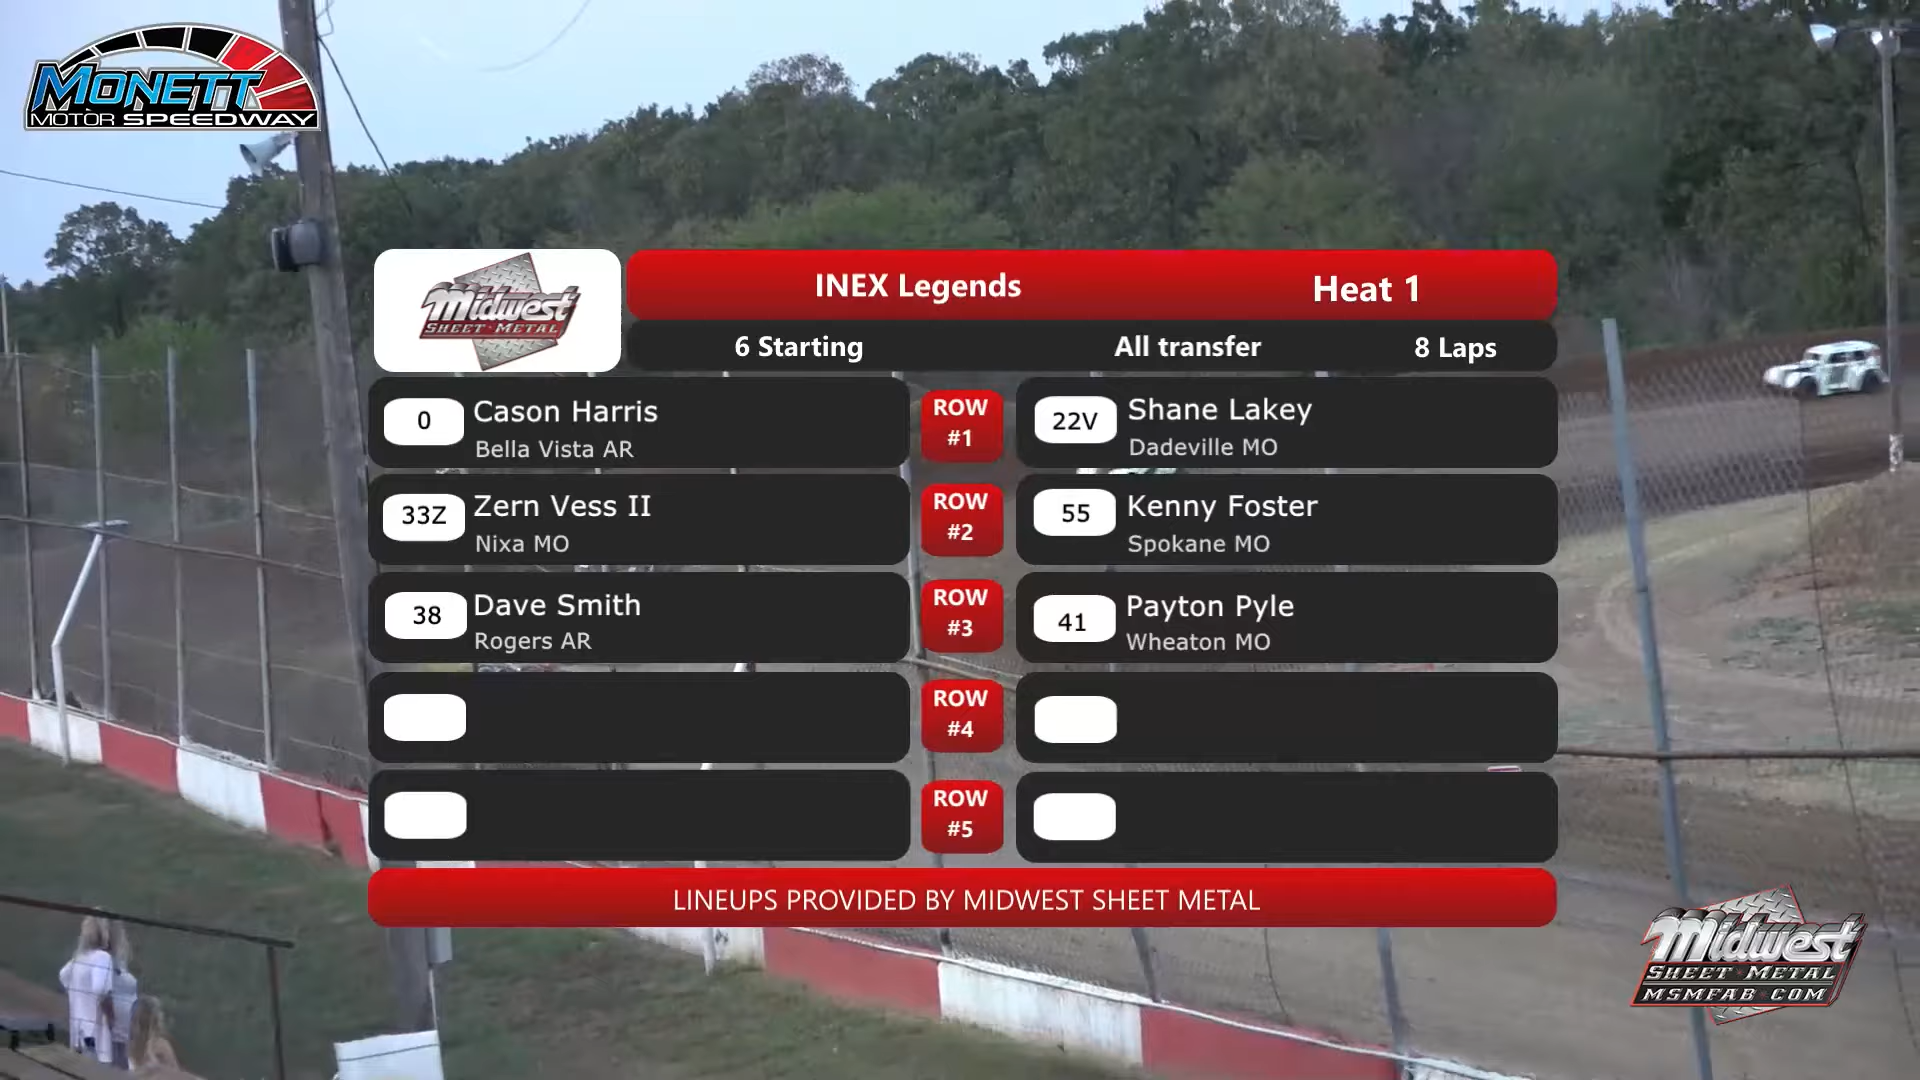 MONETT
MOTOR SPEEDWAY
Midwest
SHEET METAL
INEX Legends
Heat 1
6 Starting
All transfer
8 Laps
0
Cason Harris
Bella Vista AR
ROW
#1
22V
Shane Lakey
Dadeville MO
33Z
Zern Vess II
Nixa MO
ROW
#2
55
Kenny Foster
Spokane MO
38
Dave Smith
Rogers AR
ROW
#3
41
Payton Pyle
Wheaton MO
ROW
#4
ROW
#5
LINEUPS PROVIDED BY MIDWEST SHEET METAL
Midwest
SHEET METAL
MSMFAB.COM